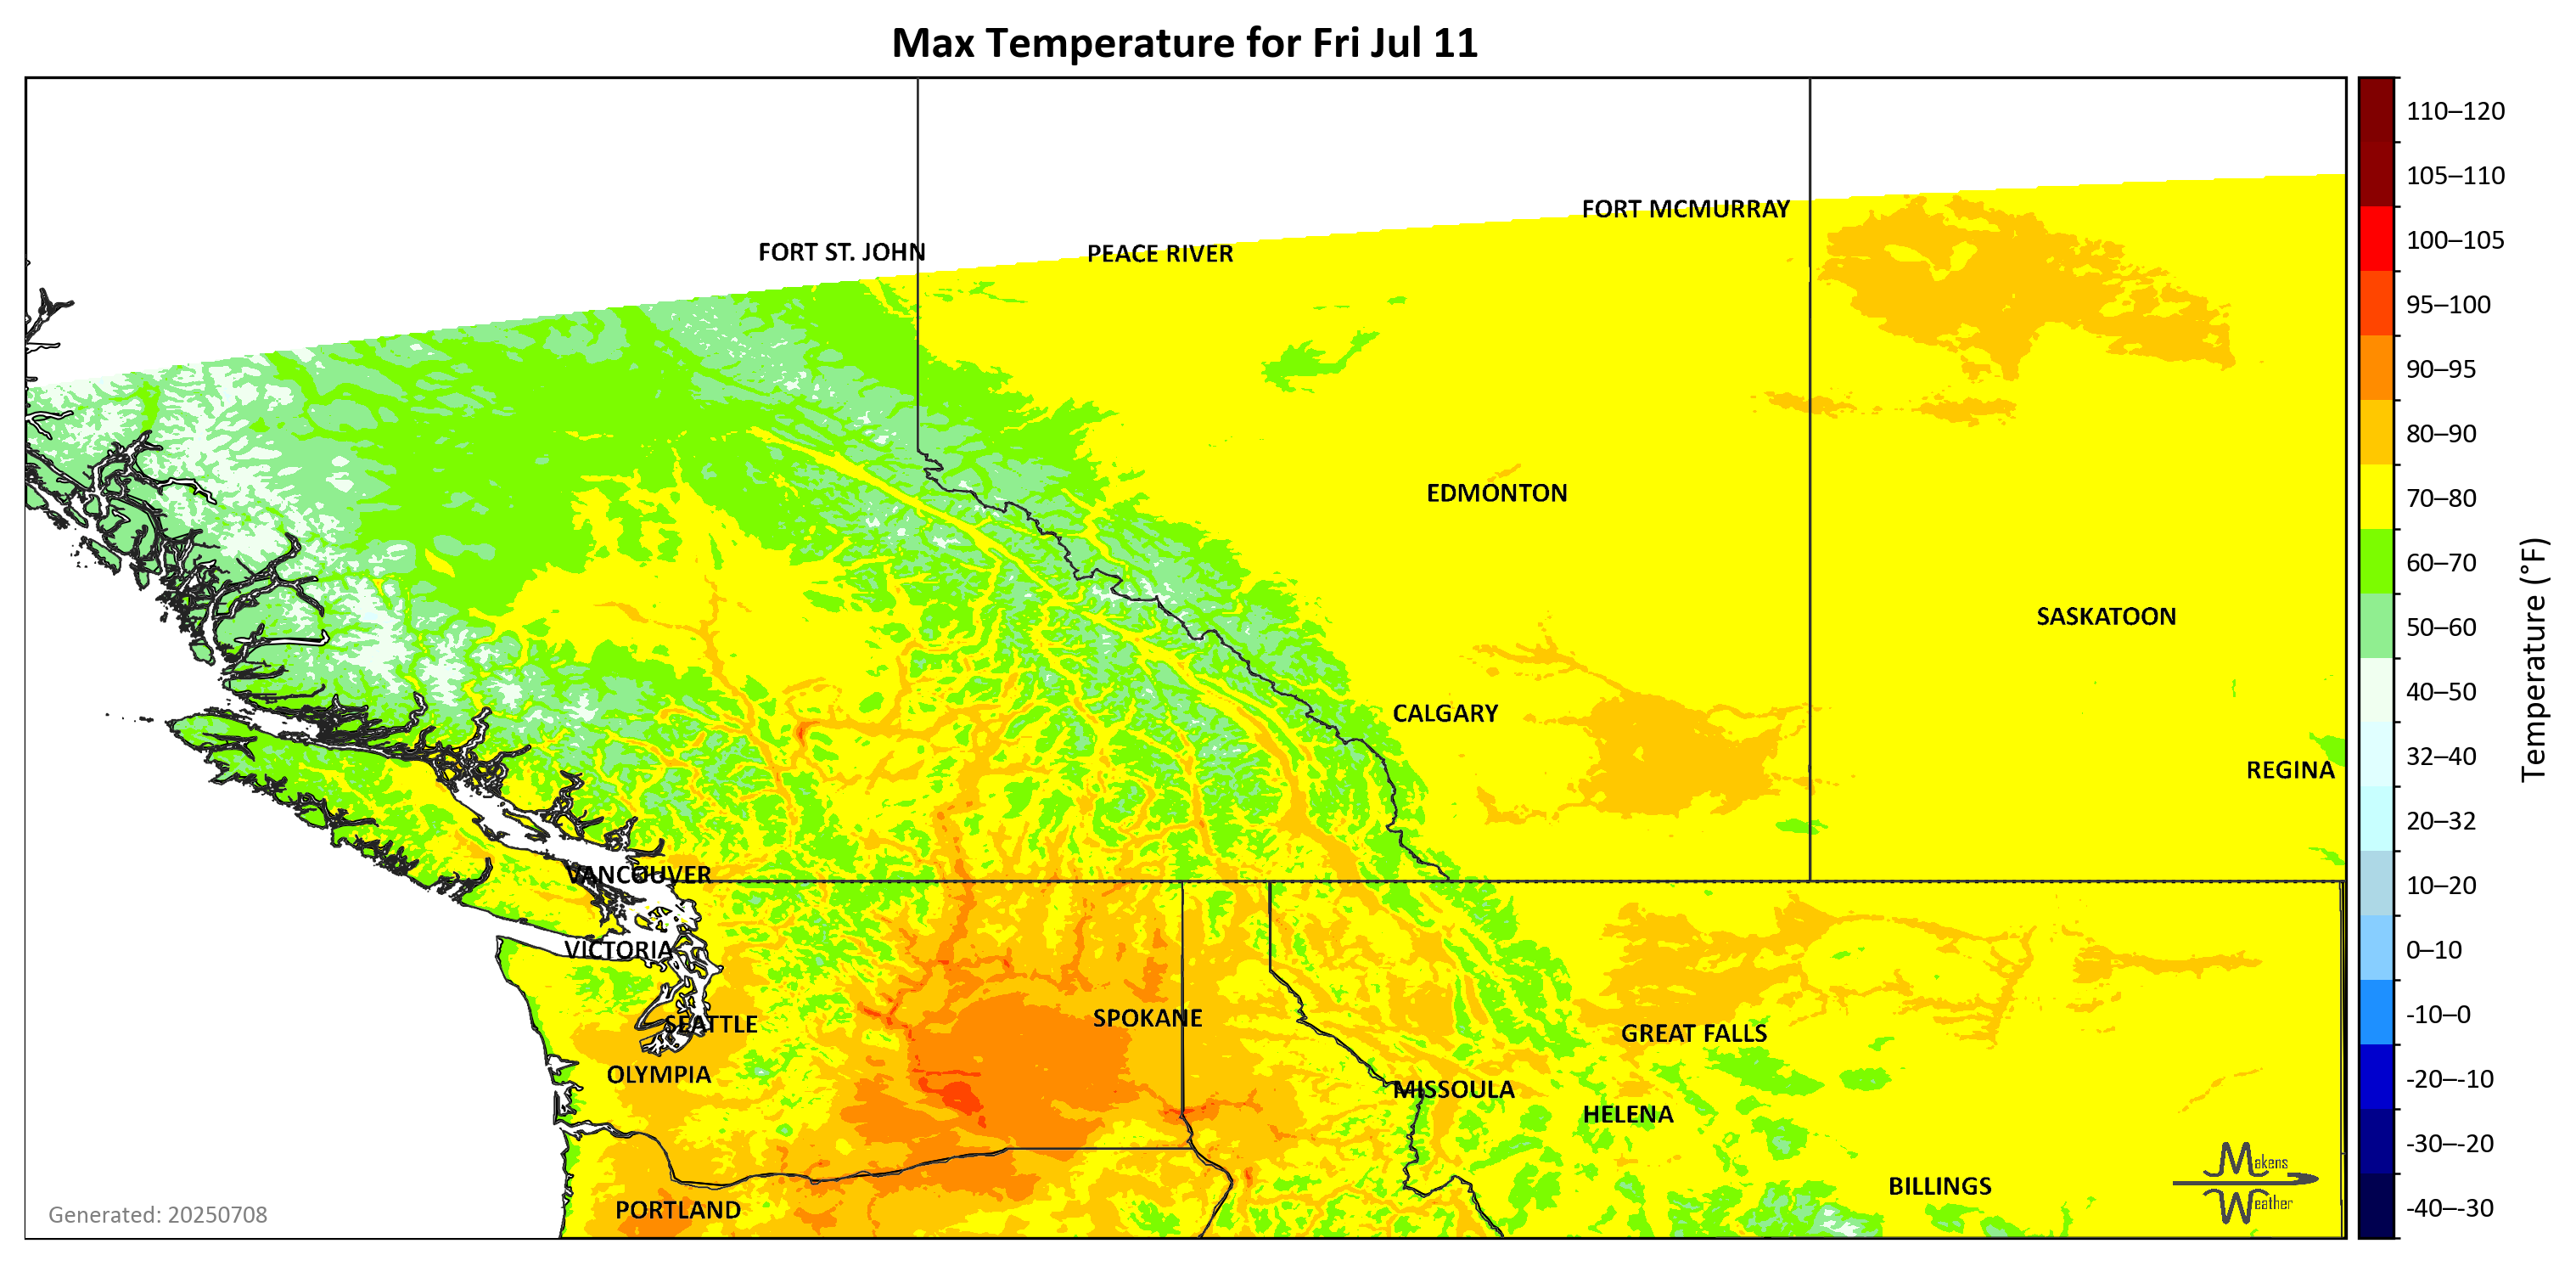 Max Temperature for Fri Jul 11
FORT MCMURRAY
FORT ST. JOHN
PEACE RIVER
EDMONTON
SASKATOON
CALGARY
REGINA
VANCOUVER
VICTORIA
SPOKANE
SEATTLE
GREAT FALLS
OLYMPIA
MISSOULA
HELENA
BILLINGS
PORTLAND
Generated: 20250708
Makens
Weather
110–120
105–110
100–105
95–100
90–95
80–90
70–80
60–70
50–60
40–50
32–40
20–32
10–20
0–10
-10–0
-20–-10
-30–-20
-40–-30
Temperature (°F)